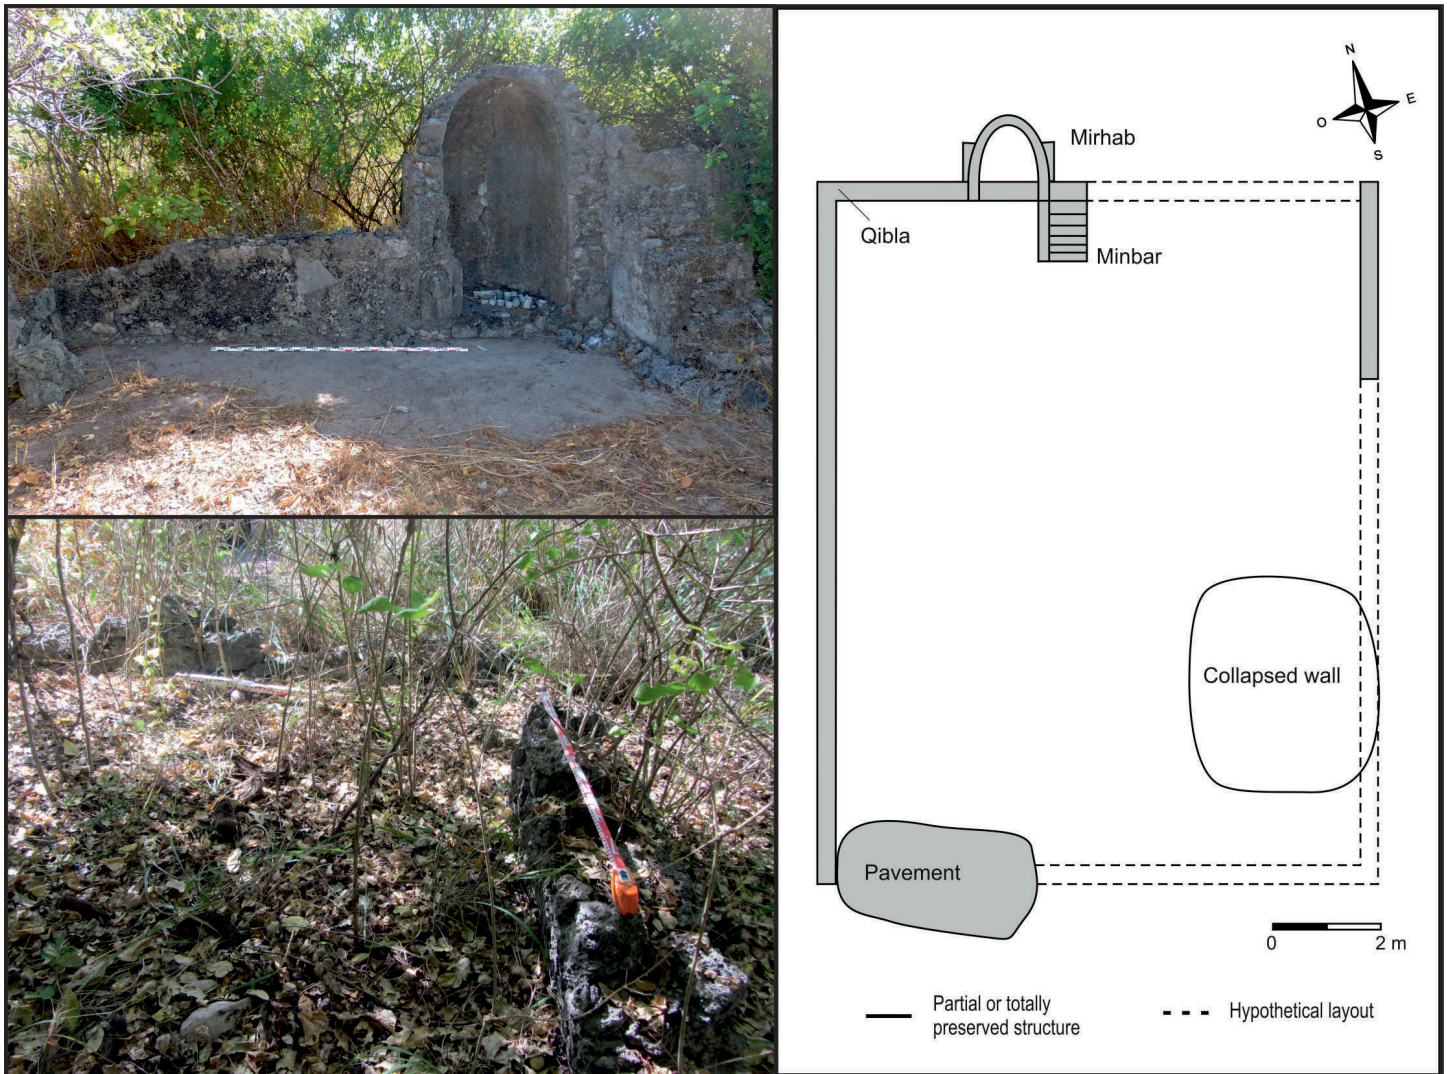 N
E
O
S
Mirhab
Qibla
Minbar
Collapsed wall
Pavement
0 2 m
Partial or totally
preserved structure
Hypothetical layout